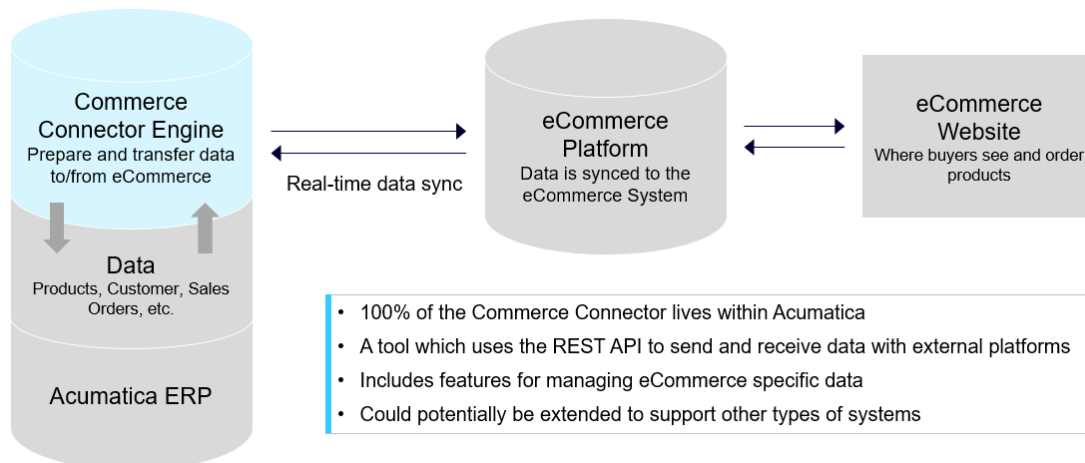 Commerce
Connector Engine
Prepare and transfer data
to/from eCommerce
Data
Products, Customer, Sales
Orders, etc.
Acumatica ERP
Real-time data sync
eCommerce
Platform
Data is synced to the
eCommerce System
eCommerce
Website
Where buyers see and order
products
• 100% of the Commerce Connector lives within Acumatica
• A tool which uses the REST API to send and receive data with external platforms
• Includes features for managing eCommerce specific data
• Could potentially be extended to support other types of systems